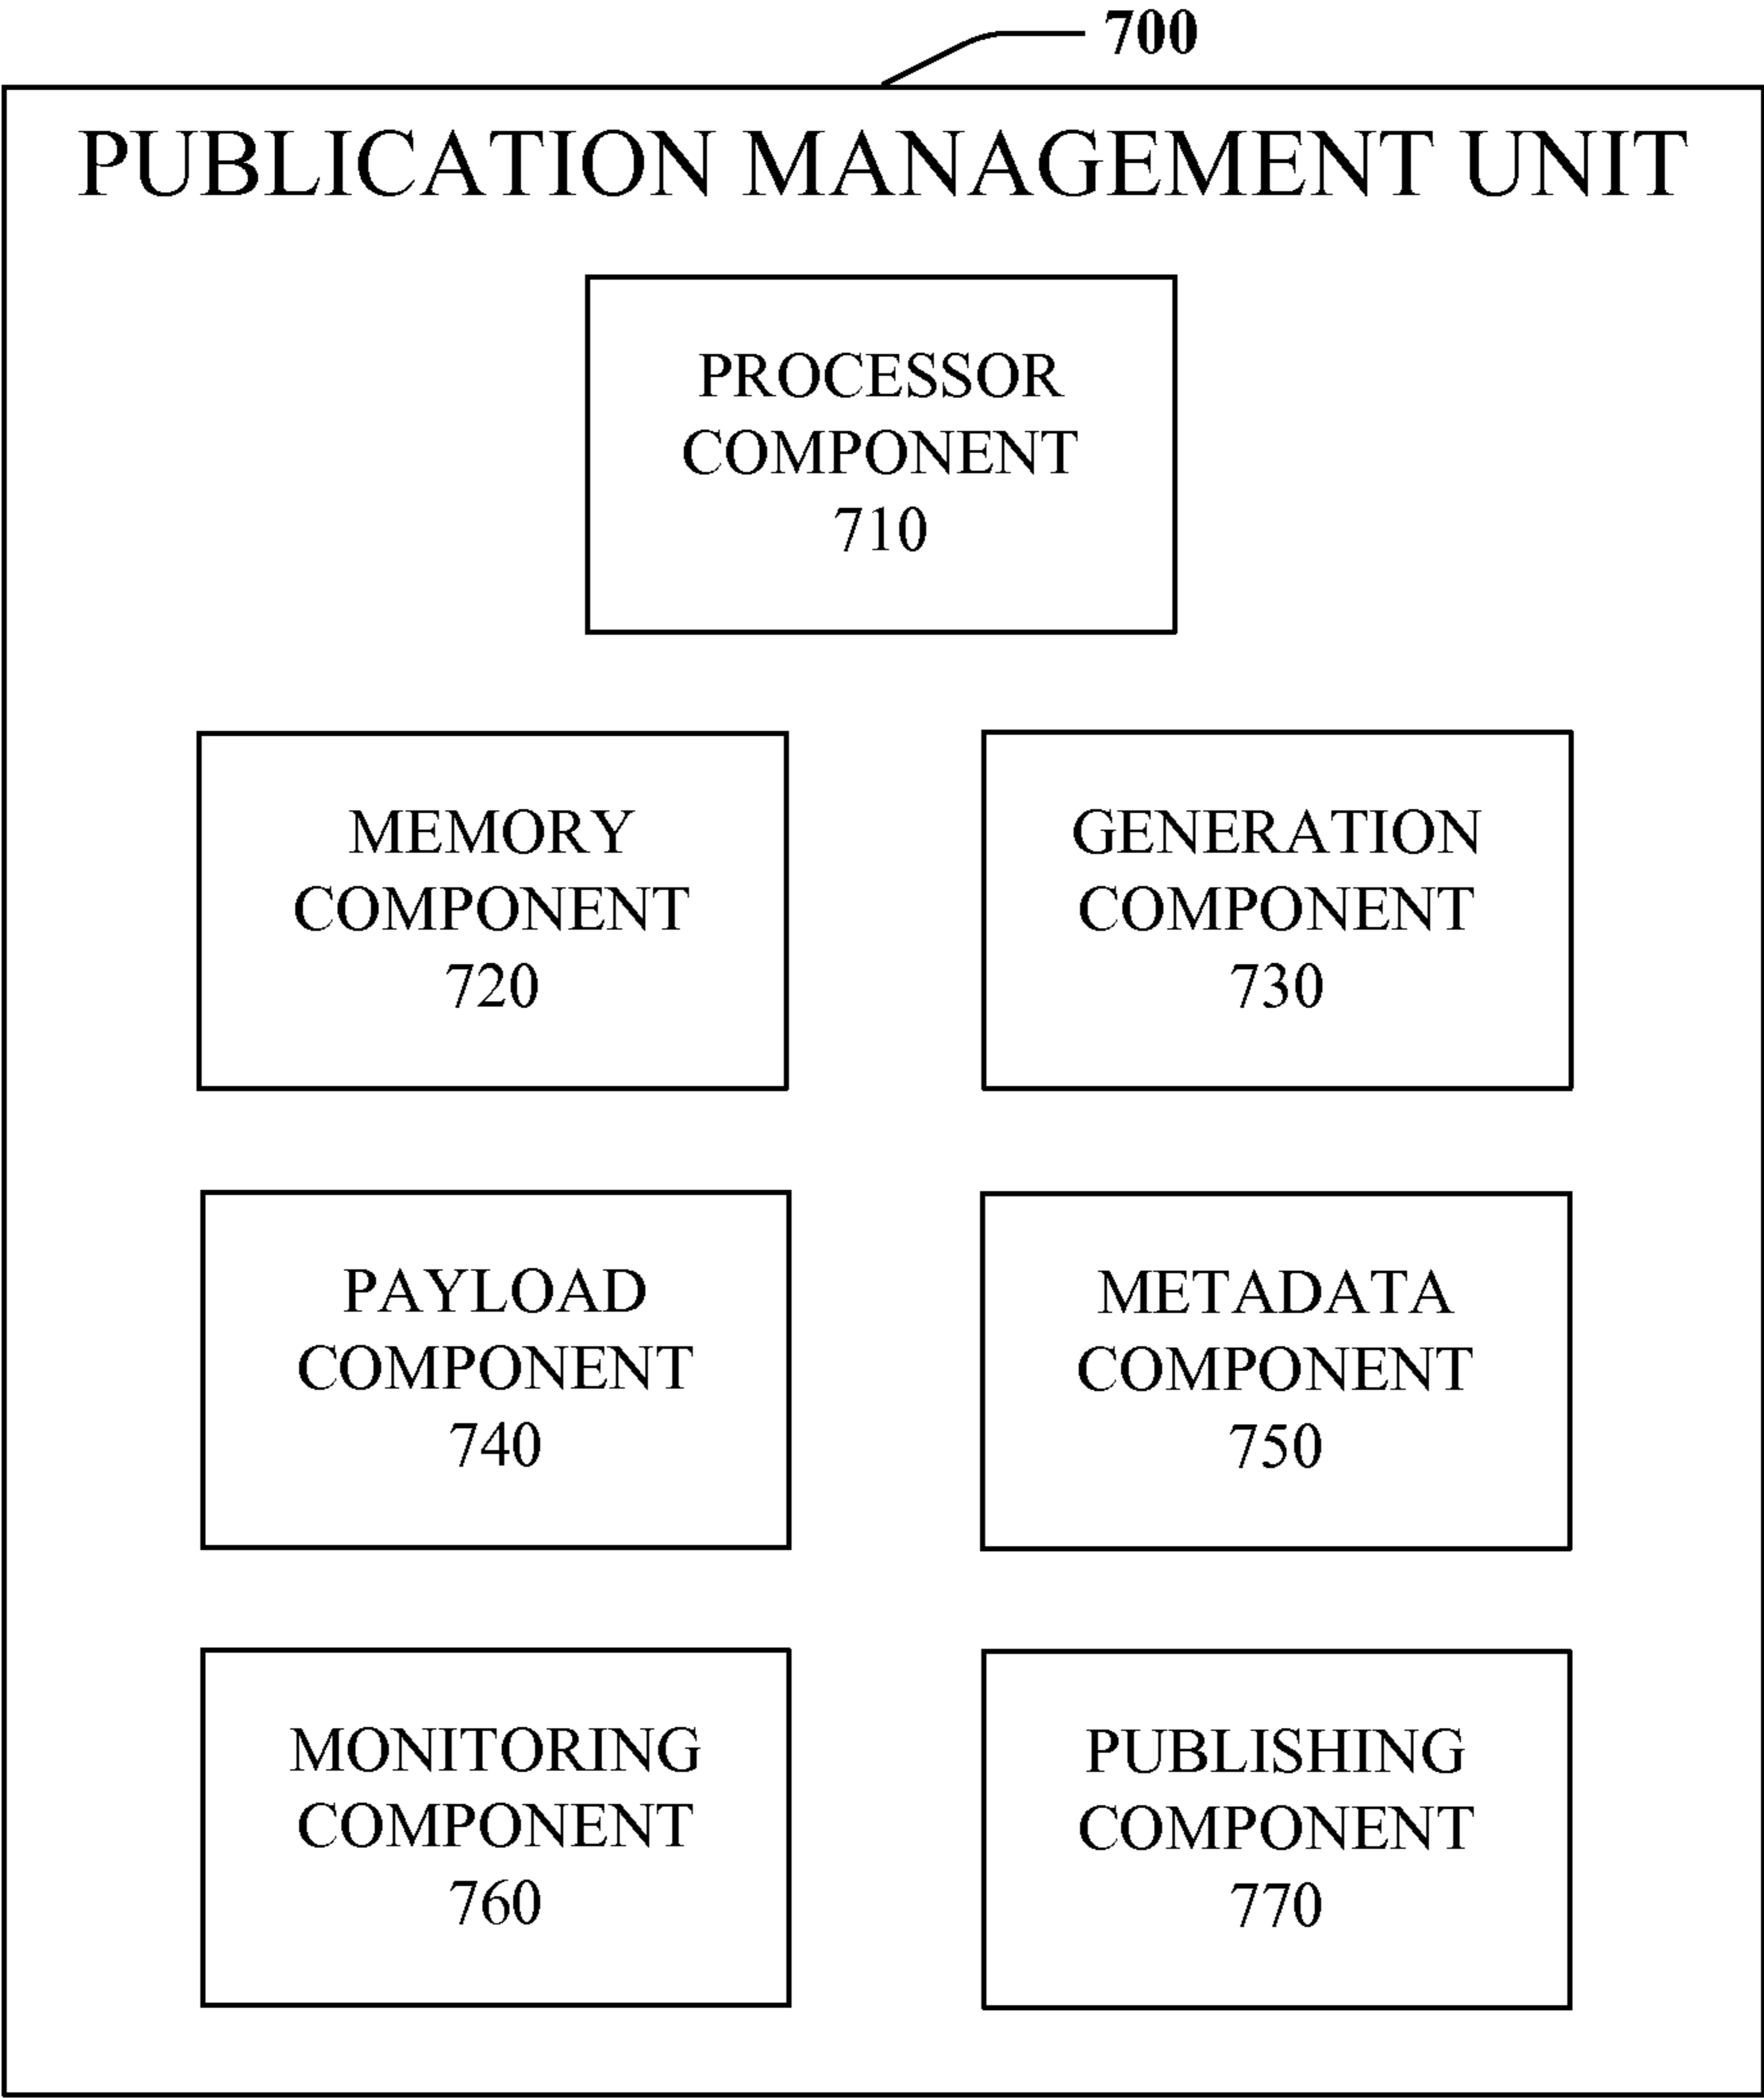 700
PUBLICATION MANAGEMENT UNIT
PROCESSOR
COMPONENT
710
MEMORY
COMPONENT
720
GENERATION
COMPONENT
730
PAYLOAD
COMPONENT
740
METADATA
COMPONENT
750
MONITORING
COMPONENT
760
PUBLISHING
COMPONENT
770